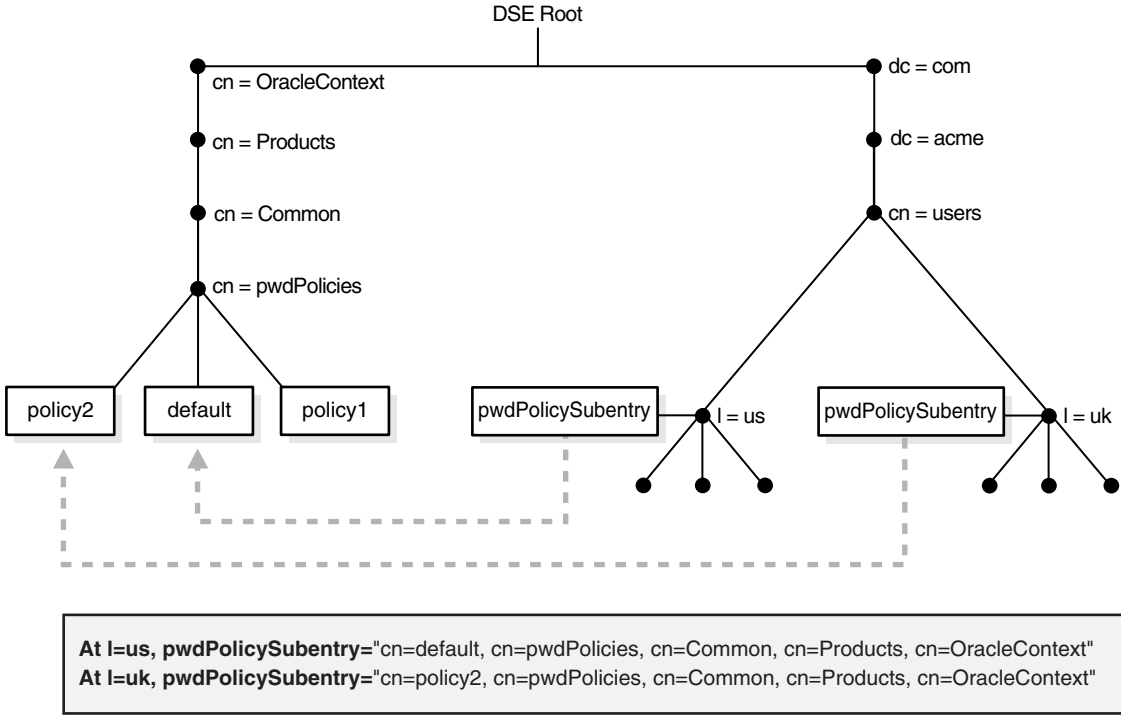 DSE Root
cn = OracleContext
dc = com
cn = Products
dc = acme
cn = Common
cn = users
cn = pwdPolicies
policy2
default
policy1
pwdPolicySubentry
l = us
pwdPolicySubentry
l = uk
At l=us, pwdPolicySubentry="cn=default, cn=pwdPolicies, cn=Common, cn=Products, cn=OracleContext"
At l=uk, pwdPolicySubentry="cn=policy2, cn=pwdPolicies, cn=Common, cn=Products, cn=OracleContext"